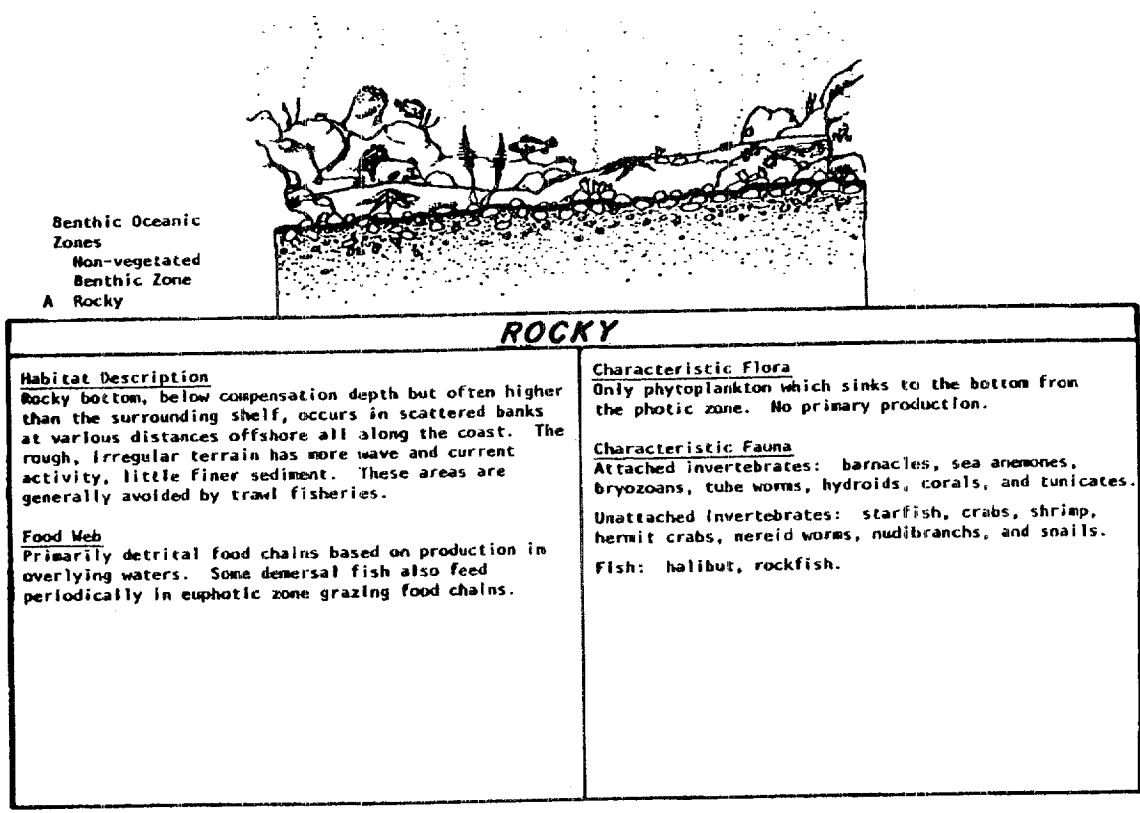 Benthic Oceanic
Zones
Non-vegetated
Benthic Zone
A Rocky
ROCKY
Habitat Description
Rocky bottom, below compensation depth but often higher
than the surrounding shelf, occurs in scattered banks
at various distances offshore all along the coast. The
rough, irregular terrain has more wave and current
activity, little finer sediment. These areas are
generally avoided by trawl fisheries.
Food Web
Primarily detrital food chains based on production in
overlying waters. Some demersal fish also feed
periodically in euphotic zone grazing food chains.
Characteristic Flora
Only phytoplankton which sinks to the bottom from
the photic zone. No primary production.
Characteristic Fauna
Attached invertebrates: barnacles, sea anemones,
bryozoans, tube worms, hydroids, corals, and tunicates.
Unattached invertebrates: starfish, crabs, shrimp,
hermit crabs, nereid worms, nudibranchs, and snails.
Fish: halibut, rockfish.